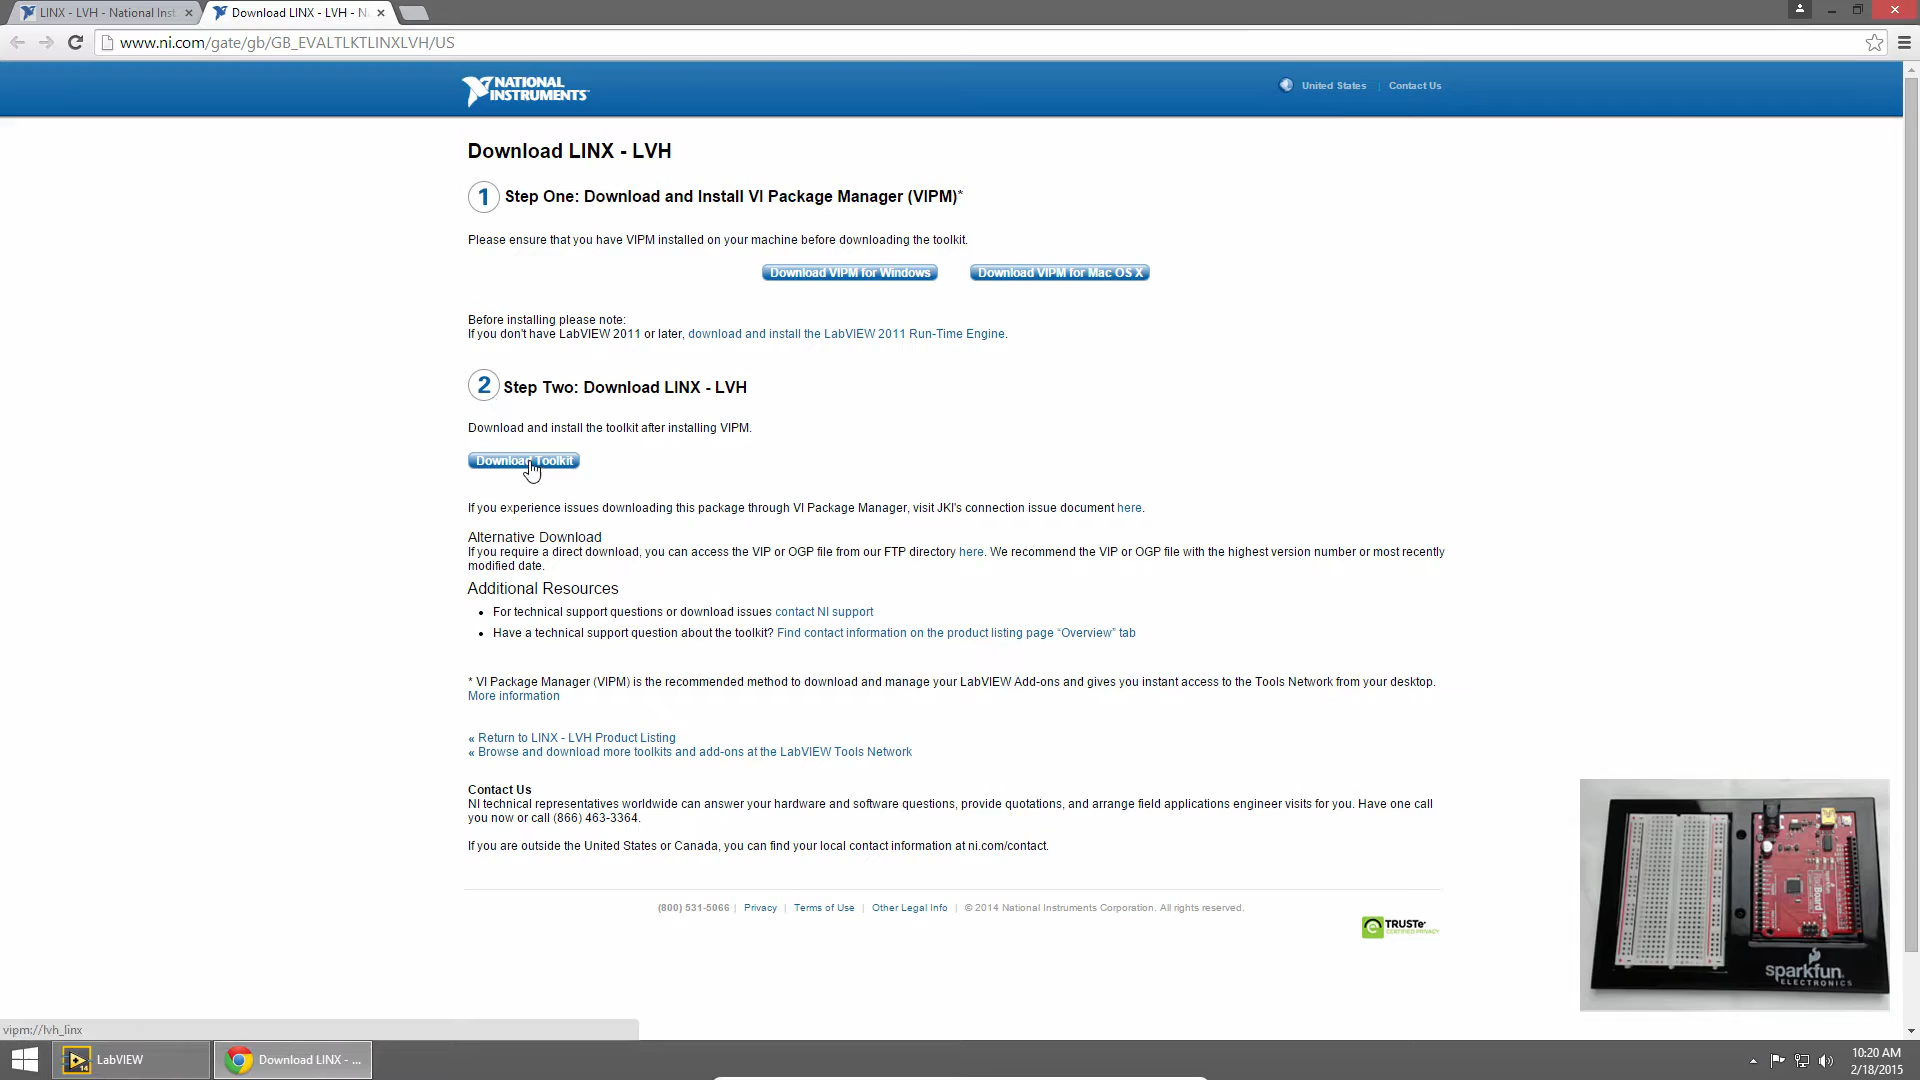 LINX - LVH - National Inst
Download LINX - LVH - N
www.ni.com/gate/gb/GB_EVALTLKTLINXLVH/US
NATIONAL
INSTRUMENTS
United States | Contact Us
Download LINX - LVH
1 Step One: Download and Install VI Package Manager (VIPM)*
Please ensure that you have VIPM installed on your machine before downloading the toolkit.
Download VIPM for Windows Download VIPM for Mac OS X
Before installing please note:
If you don't have LabVIEW 2011 or later, download and install the LabVIEW 2011 Run-Time Engine.
2 Step Two: Download LINX - LVH
Download and install the toolkit after installing VIPM.
Download Toolkit
If you experience issues downloading this package through VI Package Manager, visit JKI's connection issue document here.
Alternative Download
If you require a direct download, you can access the VIP or OGP file from our FTP directory here. We recommend the VIP or OGP file with the highest version number or most recently
modified date.
Additional Resources
• For technical support questions or download issues contact NI support
• Have a technical support question about the toolkit? Find contact information on the product listing page “Overview” tab
* VI Package Manager (VIPM) is the recommended method to download and manage your LabVIEW Add-ons and gives you instant access to the Tools Network from your desktop.
More information
« Return to LINX - LVH Product Listing
« Browse and download more toolkits and add-ons at the LabVIEW Tools Network
Contact Us
NI technical representatives worldwide can answer your hardware and software questions, provide quotations, and arrange field applications engineer visits for you. Have one call
you now or call (866) 463-3364.
If you are outside the United States or Canada, you can find your local contact information at ni.com/contact.
(800) 531-5066 | Privacy | Terms of Use | Other Legal Info | © 2014 National Instruments Corporation. All rights reserved.
TRUSTe
CERTIFIED PRIVACY
sparkfun
ELECTRONICS
vipm://lvh_linx
LabVIEW
Download LINX - ...
10:20 AM
2/18/2015